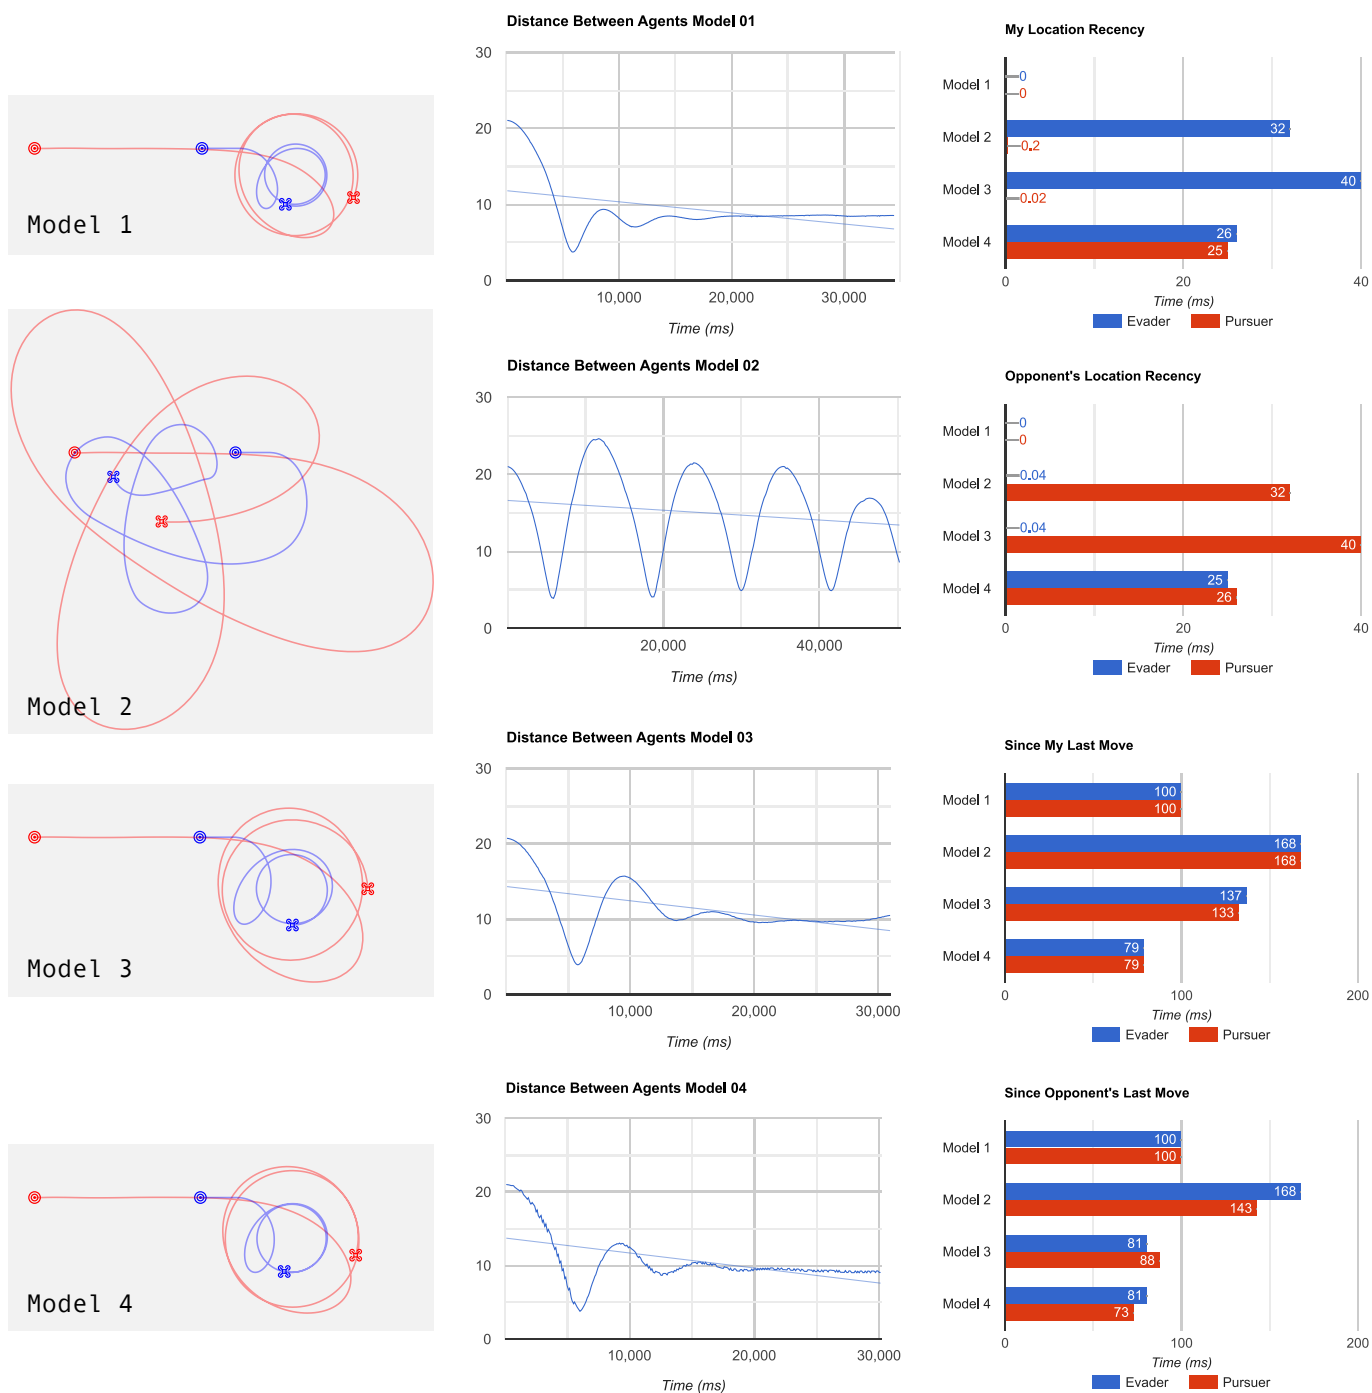 Model 1
Model 2
Model 3
Model 4
Distance Between Agents Model 01
30
20
10
0
10,000 20,000 30,000
Time (ms)
Distance Between Agents Model 02
30
20
10
0
20,000 40,000
Time (ms)
Distance Between Agents Model 03
30
20
10
0
10,000 20,000 30,000
Time (ms)
Distance Between Agents Model 04
30
20
10
0
10,000 20,000 30,000
Time (ms)
My Location Recency
Model 1 0
0
Model 2 32
0.2
Model 3 40
0.02
Model 4 26
25
0 20 40
Time (ms)
Evader Pursuer
Opponent's Location Recency
Model 1 0
0
Model 2 0.04
32
Model 3 0.04
40
Model 4 25
26
0 20 40
Time (ms)
Evader Pursuer
Since My Last Move
Model 1 100
100
Model 2 168
168
Model 3 137
133
Model 4 79
79
0 100 200
Time (ms)
Evader Pursuer
Since Opponent's Last Move
Model 1 100
100
Model 2 168
143
Model 3 81
88
Model 4 81
73
0 100 200
Time (ms)
Evader Pursuer